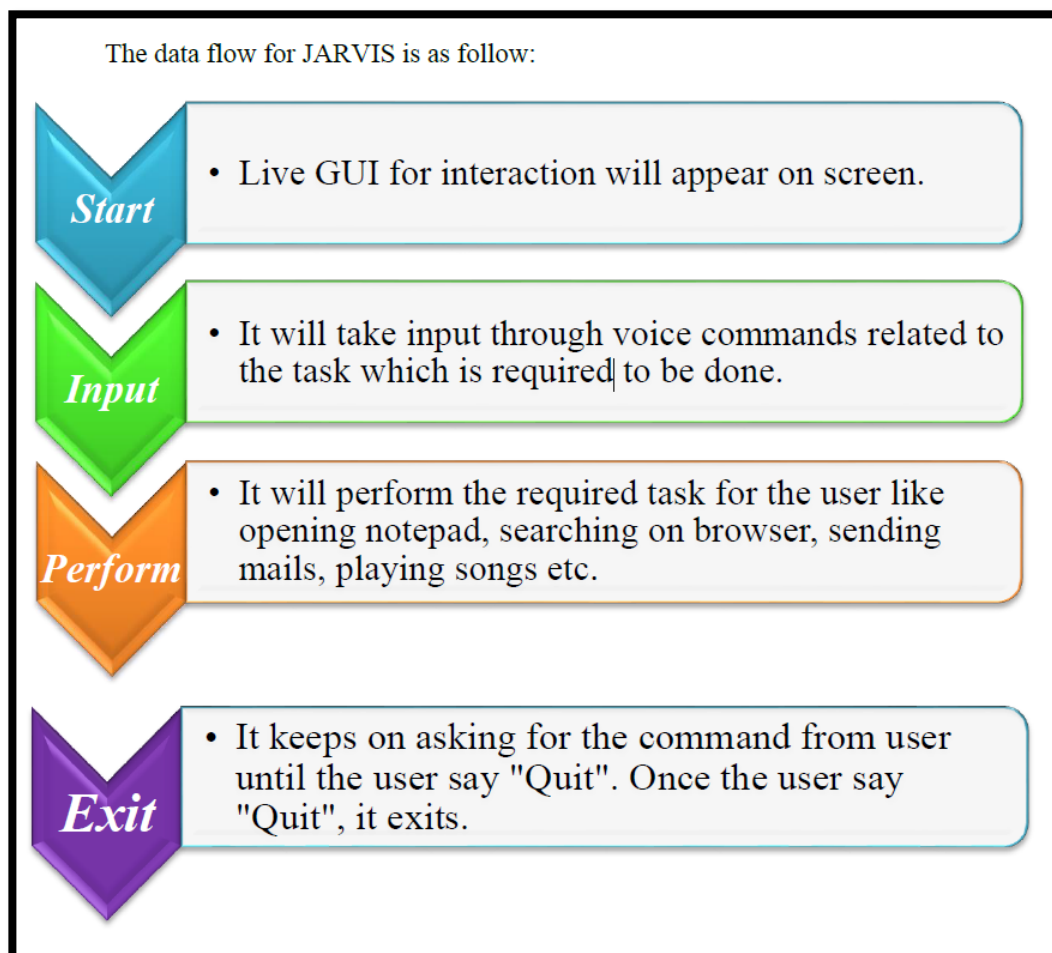 The data flow for JARVIS is as follow:
Start
• Live GUI for interaction will appear on screen.
Input
• It will take input through voice commands related to
the task which is required to be done.
Perform
• It will perform the required task for the user like
opening notepad, searching on browser, sending
mails, playing songs etc.
Exit
• It keeps on asking for the command from user
until the user say "Quit". Once the user say
"Quit", it exits.